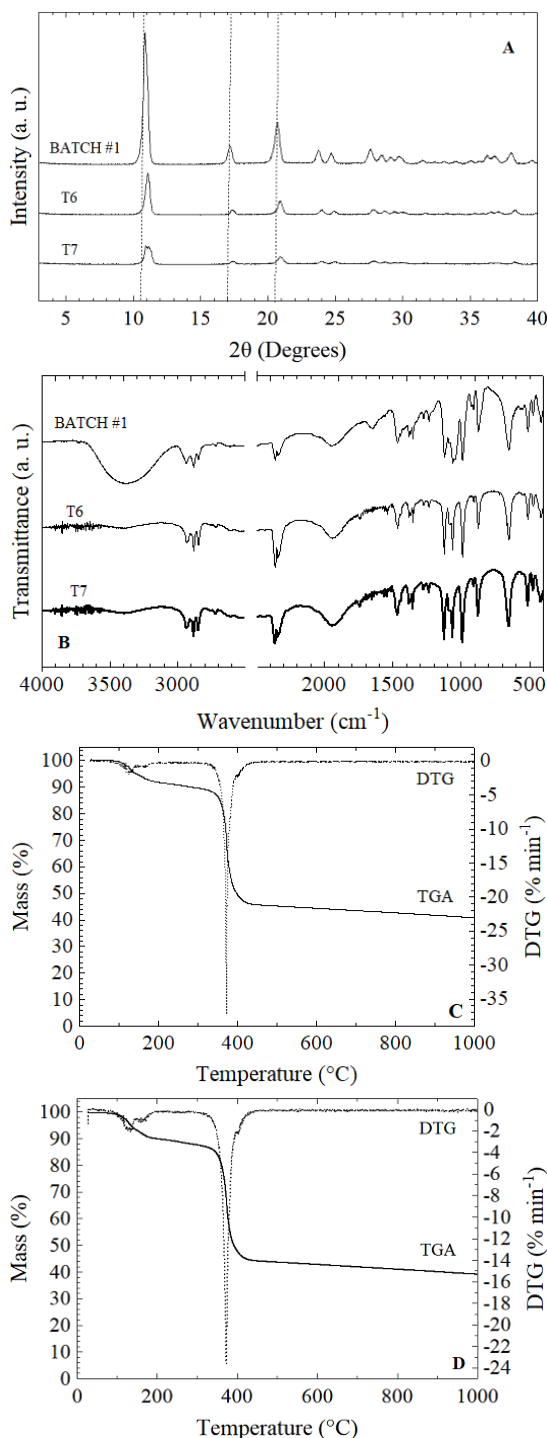 A
Intensity (a. u.)
BATCH #1
T6
T7
5 10 15 20 25 30 35 40
2θ (Degrees)
Transmittance (a. u.)
BATCH #1
T6
T7
B
4000 3500 3000 2000 1500 1000 500
Wavenumber (cm-1)
100 0
90 -5
80
70 -10
60 -15
50 -20
40
30 -25
20 -30
10 -35
0
Mass (%)
DTG (% min-1)
DTG
TGA
C
0 200 400 600 800 1000
Temperature (°C)
100 0
90 -2
80 -4
70 -6
60 -8
50 -10
40 -12
30 -14
20 -16
10 -18
0 -20
-22
-24
Mass (%)
DTG (% min-1)
DTG
TGA
D
0 200 400 600 800 1000
Temperature (°C)